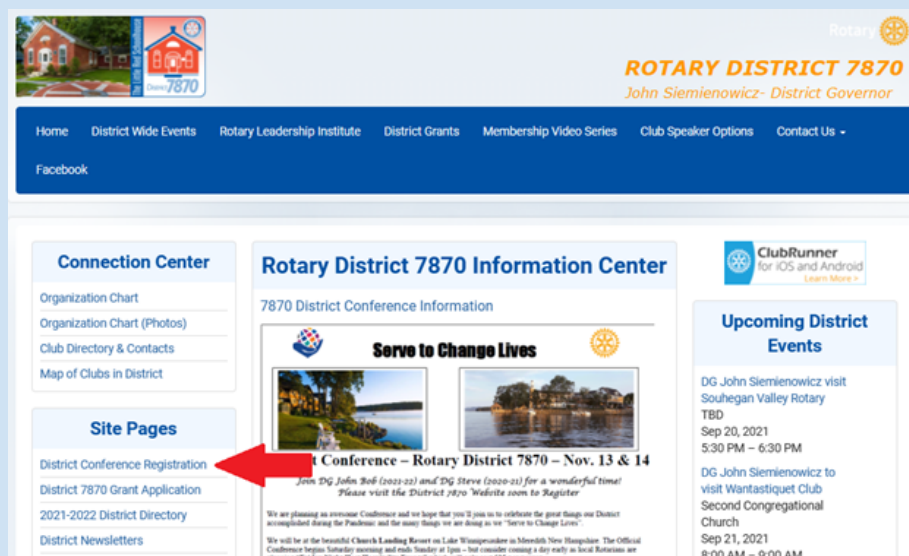 The Little Red Schoolhouse
District 7870
Rotary
ROTARY DISTRICT 7870
John Siemienowicz- District Governor
Home District Wide Events Rotary Leadership Institute District Grants Membership Video Series Club Speaker Options Contact Us
Facebook
Connection Center
Organization Chart
Organization Chart (Photos)
Club Directory & Contacts
Map of Clubs in District
Site Pages
District Conference Registration
District 7870 Grant Application
2021-2022 District Directory
District Newsletters
Rotary District 7870 Information Center
7870 District Conference Information
Serve to Change Lives
t Conference – Rotary District 7870 – Nov. 13 & 14
Join DG John Bob (2021-22) and DG Steve (2020-21) for a wonderful time!
Please visit the District 7870 Website soon to Register
We are planning an awesome Conference and we hope that you'll join us to celebrate the great things our District
accomplished during the Pandemic and the many things we are doing as we "Serve to Change Lives".
We will be at the beautiful Church Landing Resort on Lake Winnipesaukee in Meredith New Hampshire. The Official
Conference begins Saturday morning and ends Sunday at 1pm – but consider coming a day early as local Rotarians are
ClubRunner
for iOS and Android
Learn More >
Upcoming District
Events
DG John Siemienowicz visit
Souhegan Valley Rotary
TBD
Sep 20, 2021
5:30 PM – 6:30 PM
DG John Siemienowicz to
visit Wantastiquet Club
Second Congregational
Church
Sep 21, 2021
8:00 AM – 9:00 AM